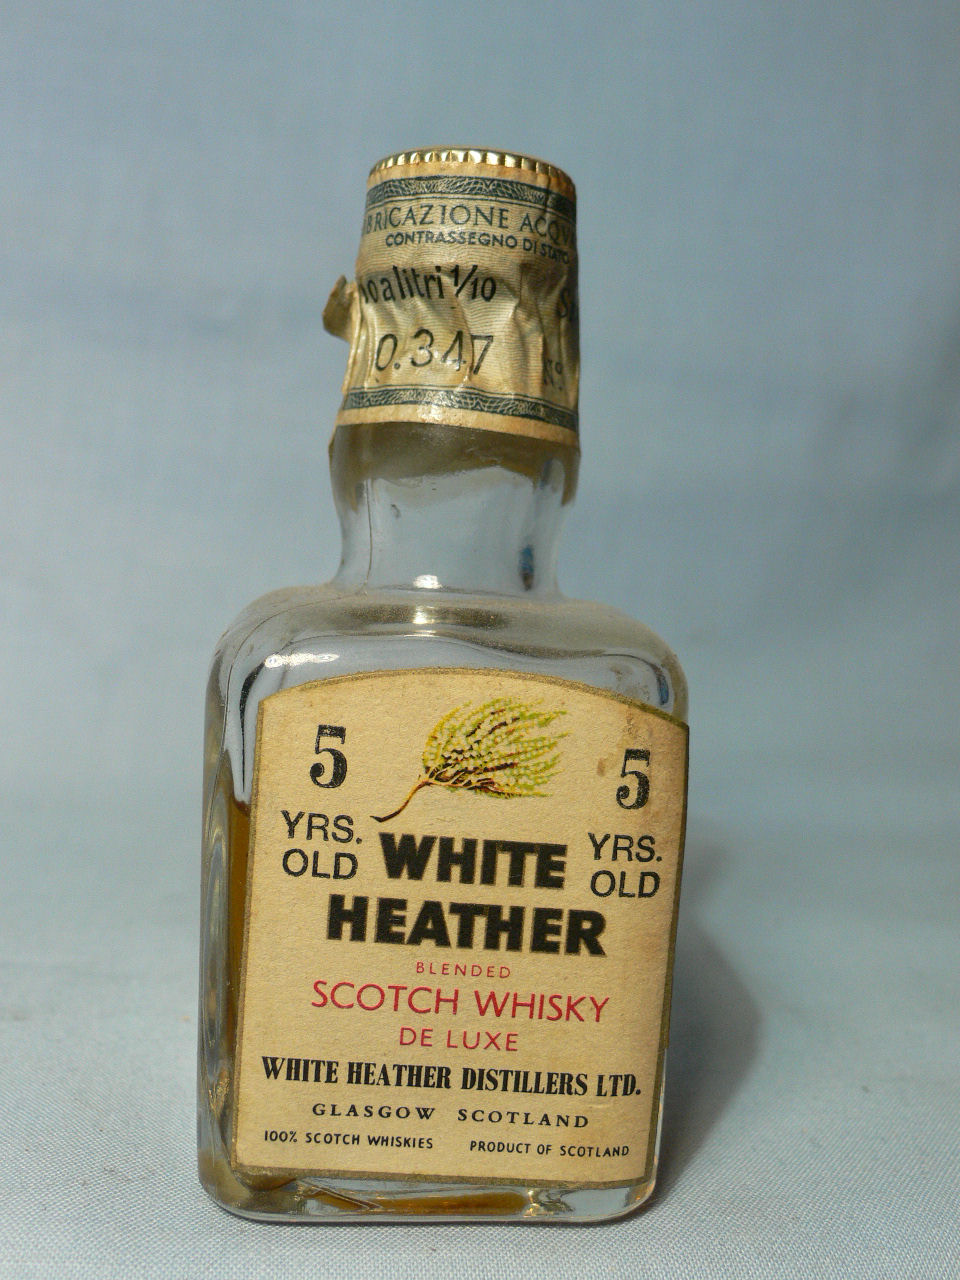 BRICAZIONE ACQU
CONTRASSEGNO DI STATO
a litri 1/10
0.347 N°
5 5
YRS. YRS.
OLD OLD
WHITE
HEATHER
BLENDED
SCOTCH WHISKY
DE LUXE
WHITE HEATHER DISTILLERS LTD.
GLASGOW SCOTLAND
100% SCOTCH WHISKIES PRODUCT OF SCOTLAND